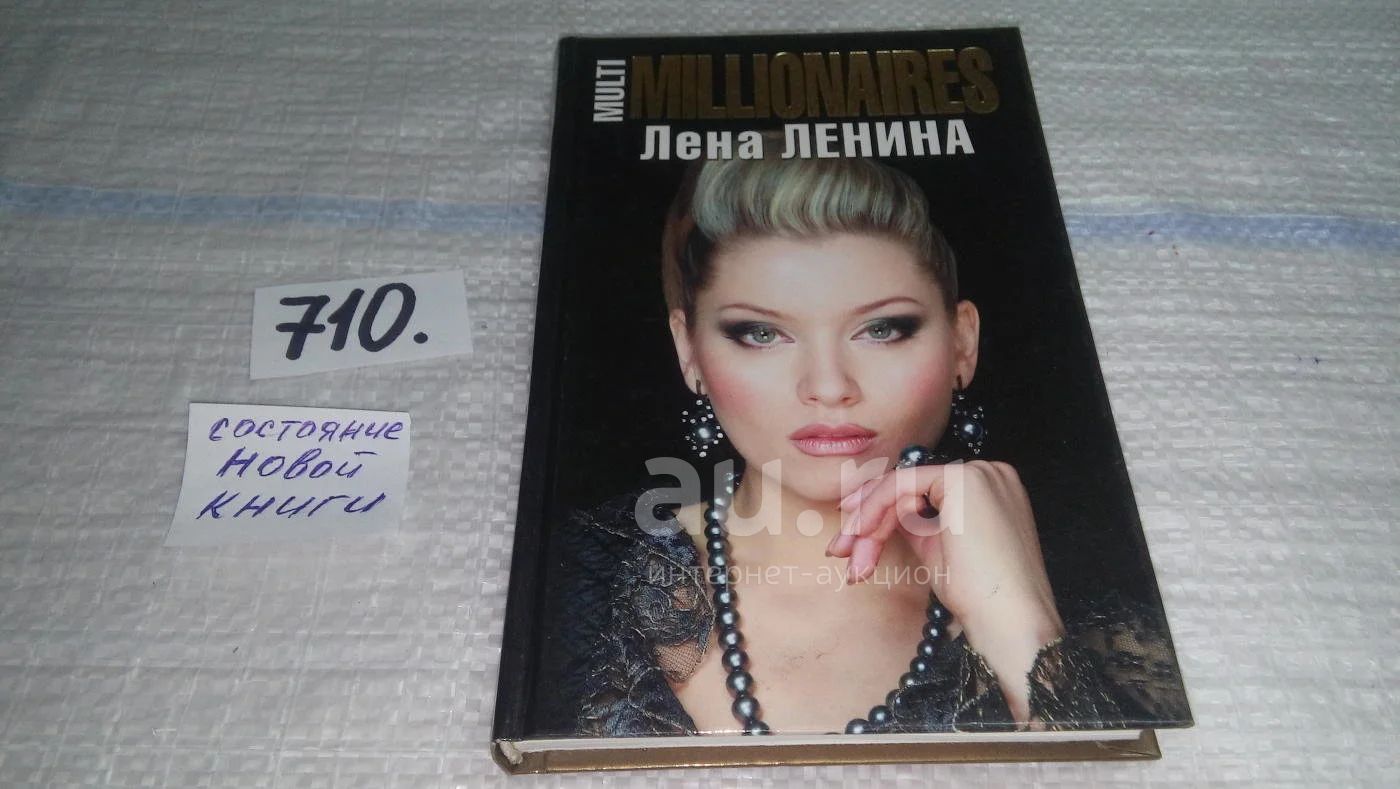 MULTI
MILLIONAIRES
Лена ЛЕНИНА
710.
состояние
новой
книги
au.ru
интернет-аукцион